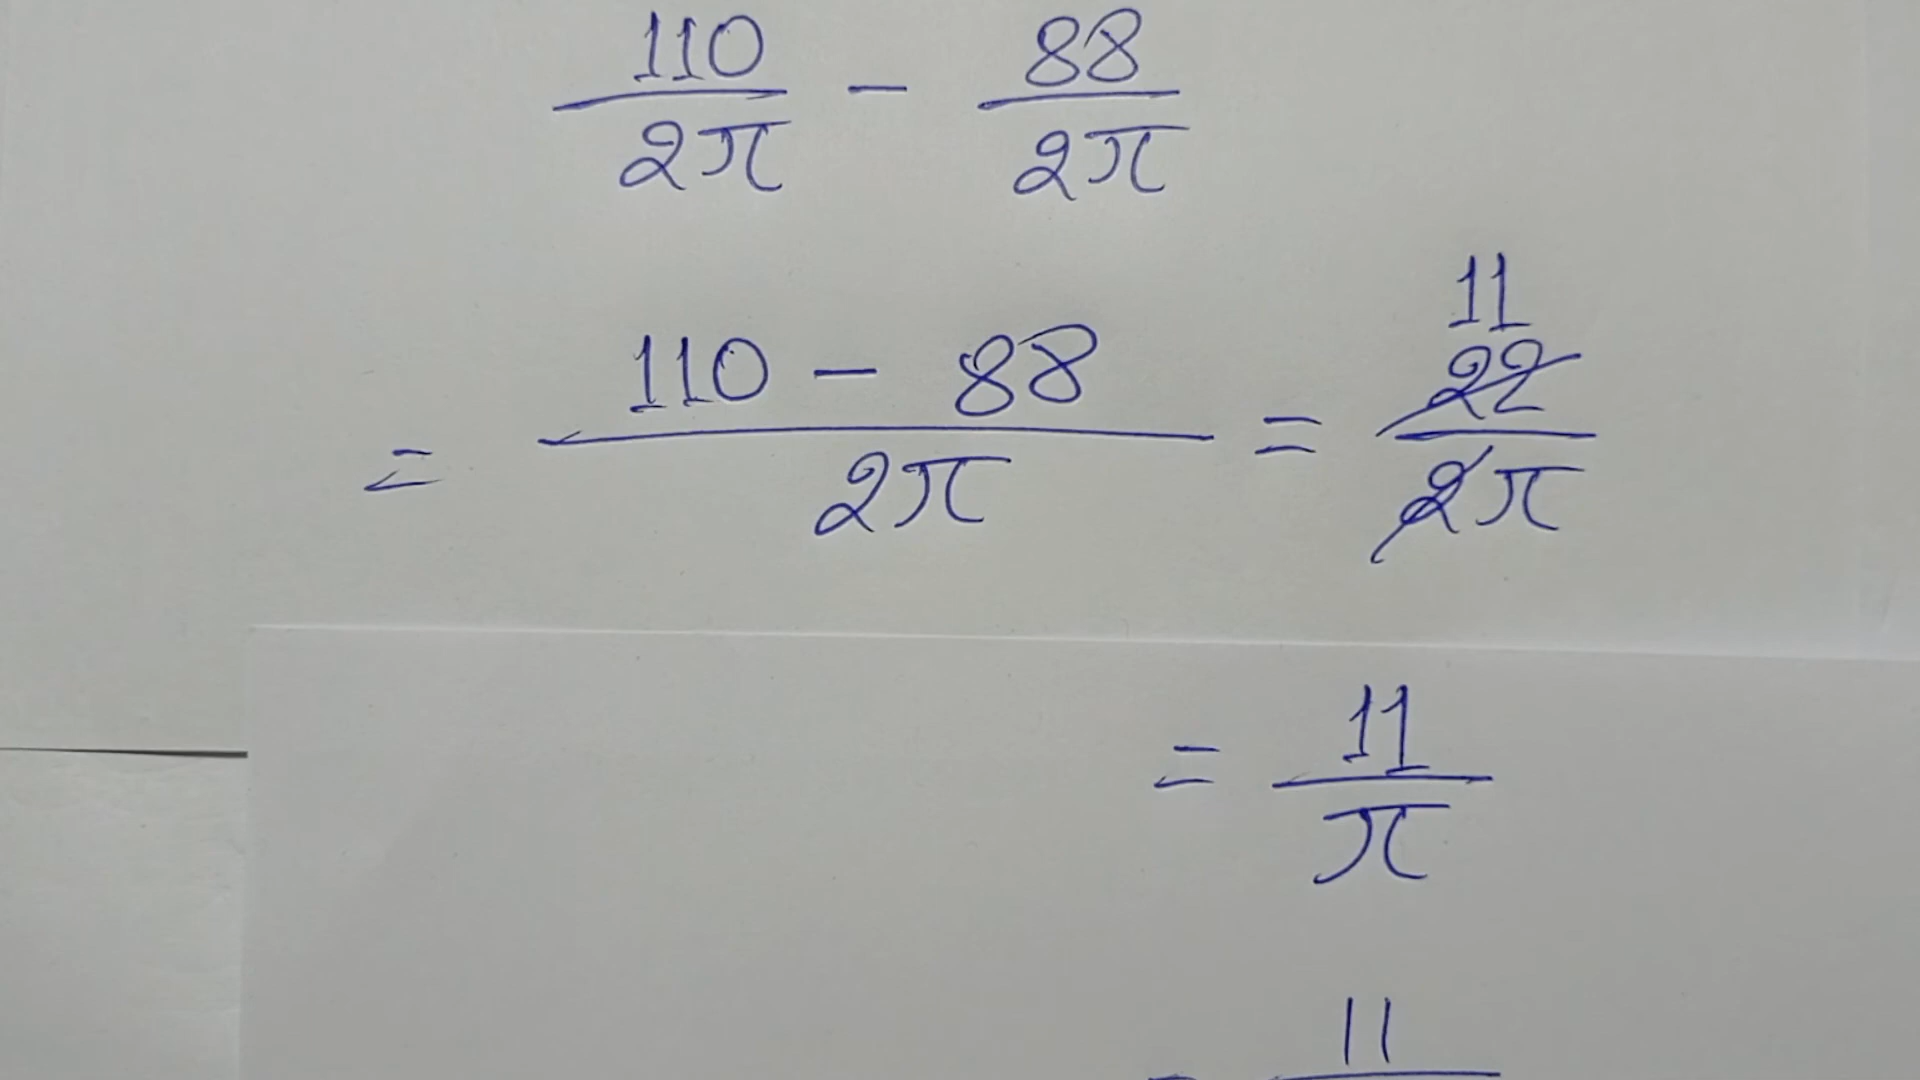 110/2π − 88/2π
= (110 − 88)/2π = 11 22/2π
= 11/π
= 11